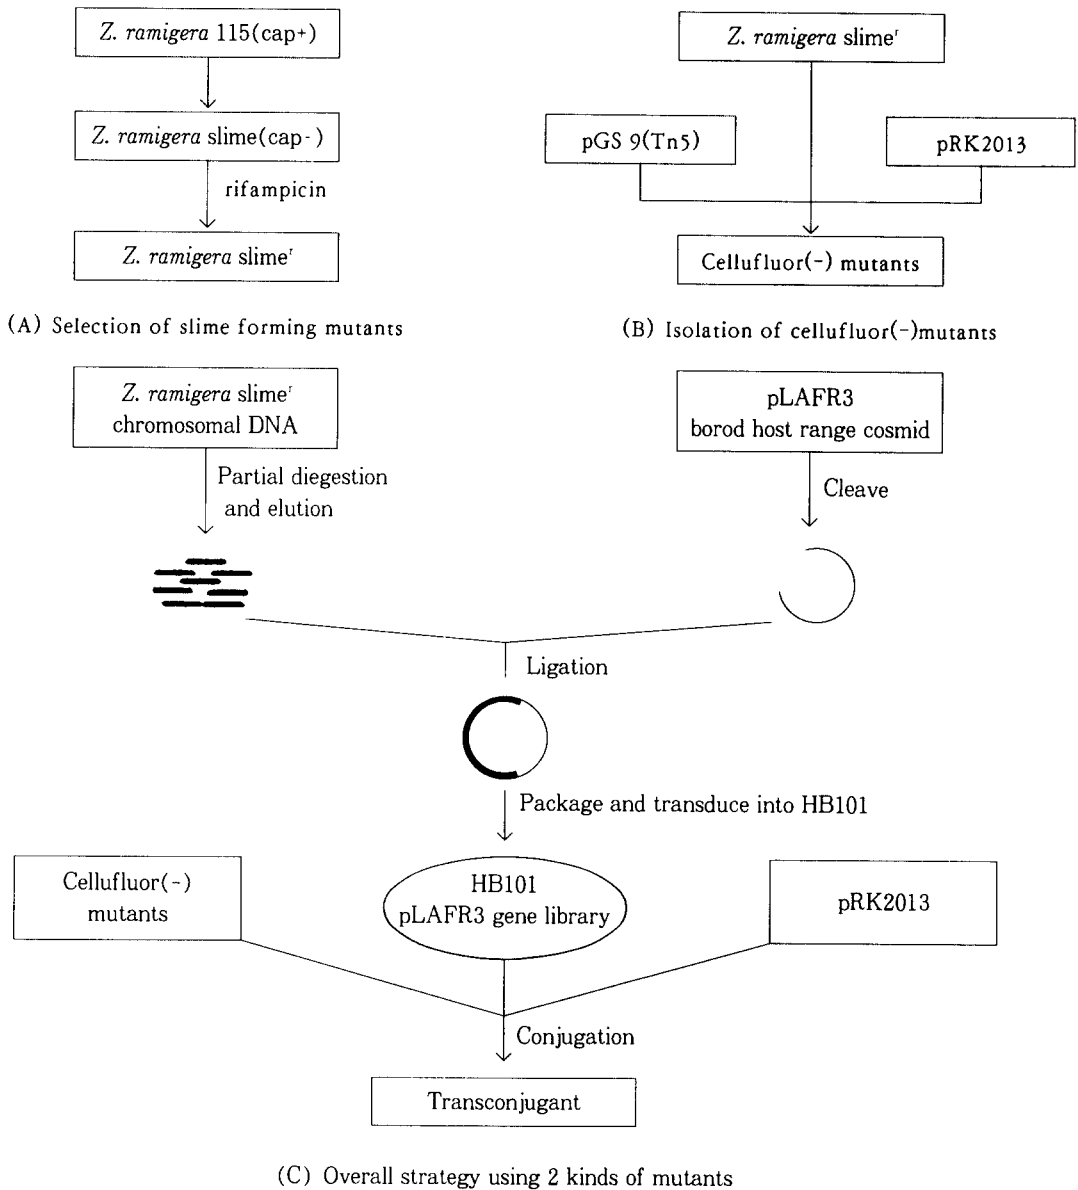 Z. ramigera 115(cap+)
Z. ramigera slime(cap-)
rifampicin
Z. ramigera slimeʳ
(A) Selection of slime forming mutants
Z. ramigera slimeʳ
pGS 9(Tn5)
pRK2013
Cellufluor(-) mutants
(B) Isolation of cellufluor(-)mutants
Z. ramigera slimeʳ
chromosomal DNA
Partial diegestion
and elution
pLAFR3
borod host range cosmid
Cleave
Ligation
Package and transduce into HB101
Cellufluor(-)
mutants
HB101
pLAFR3 gene library
pRK2013
Conjugation
Transconjugant
(C) Overall strategy using 2 kinds of mutants